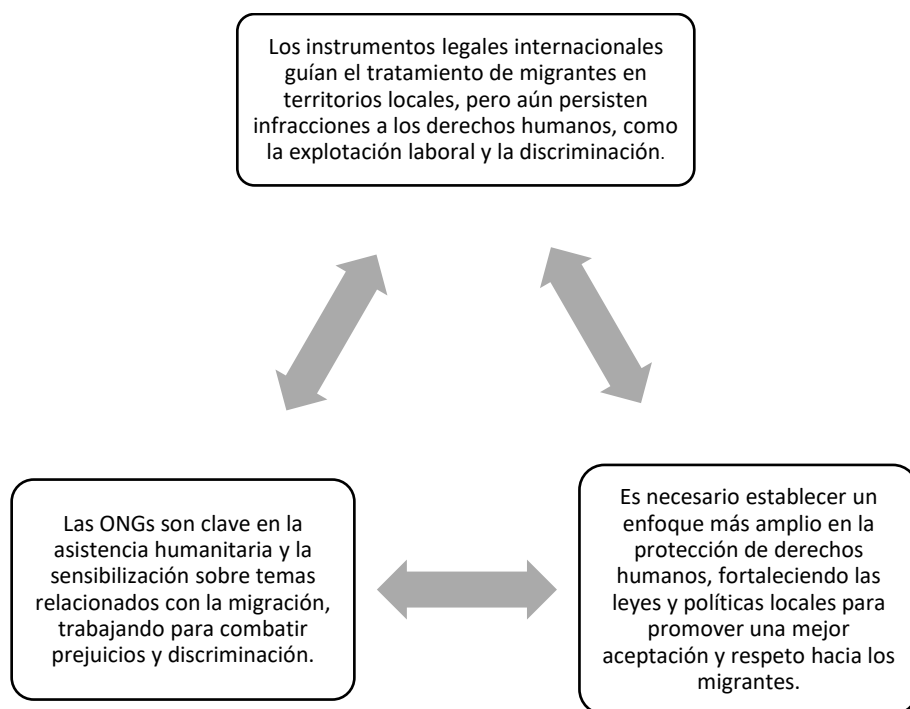 Los instrumentos legales internacionales
guían el tratamiento de migrantes en
territorios locales, pero aún persisten
infracciones a los derechos humanos, como
la explotación laboral y la discriminación.
Las ONGs son clave en la
asistencia humanitaria y la
sensibilización sobre temas
relacionados con la migración,
trabajando para combatir
prejuicios y discriminación.
Es necesario establecer un
enfoque más amplio en la
protección de derechos
humanos, fortaleciendo las
leyes y políticas locales para
promover una mejor
aceptación y respeto hacia los
migrantes.